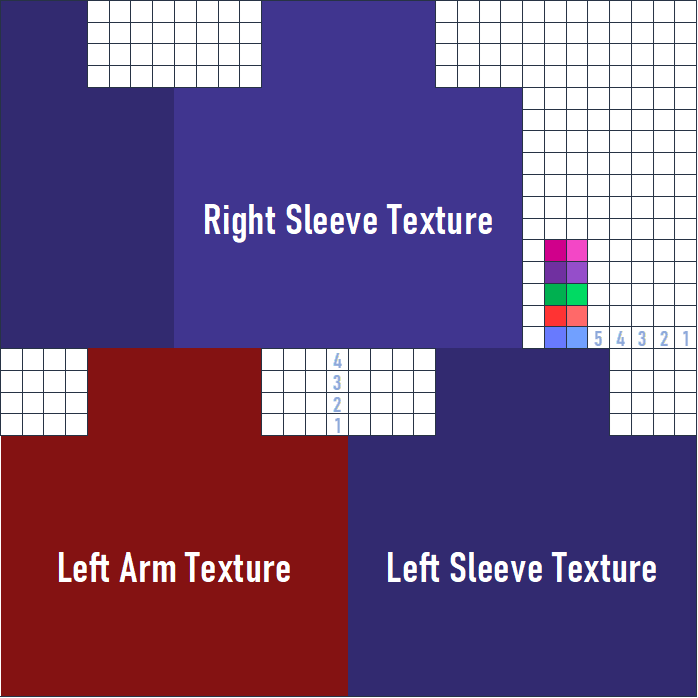 Right Sleeve Texture
5 4 3 2 1
4
3
2
1
Left Arm Texture
Left Sleeve Texture